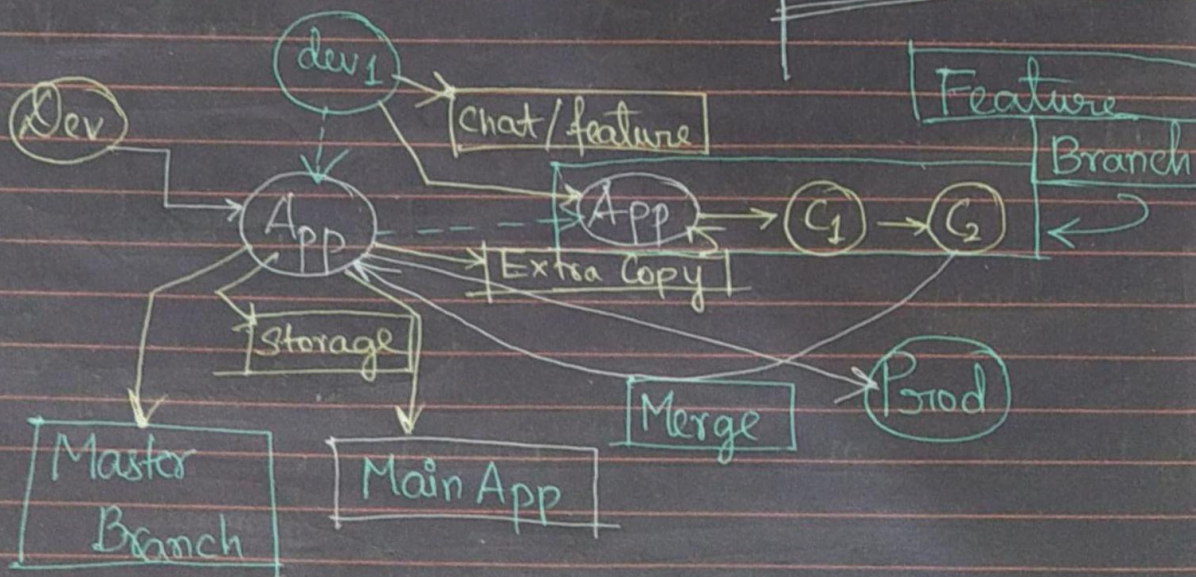 dev1
Dev
chat/feature
Feature
Branch
App
App
C1
C2
Extra Copy
Storage
Prod
Merge
Master
Branch
Main App